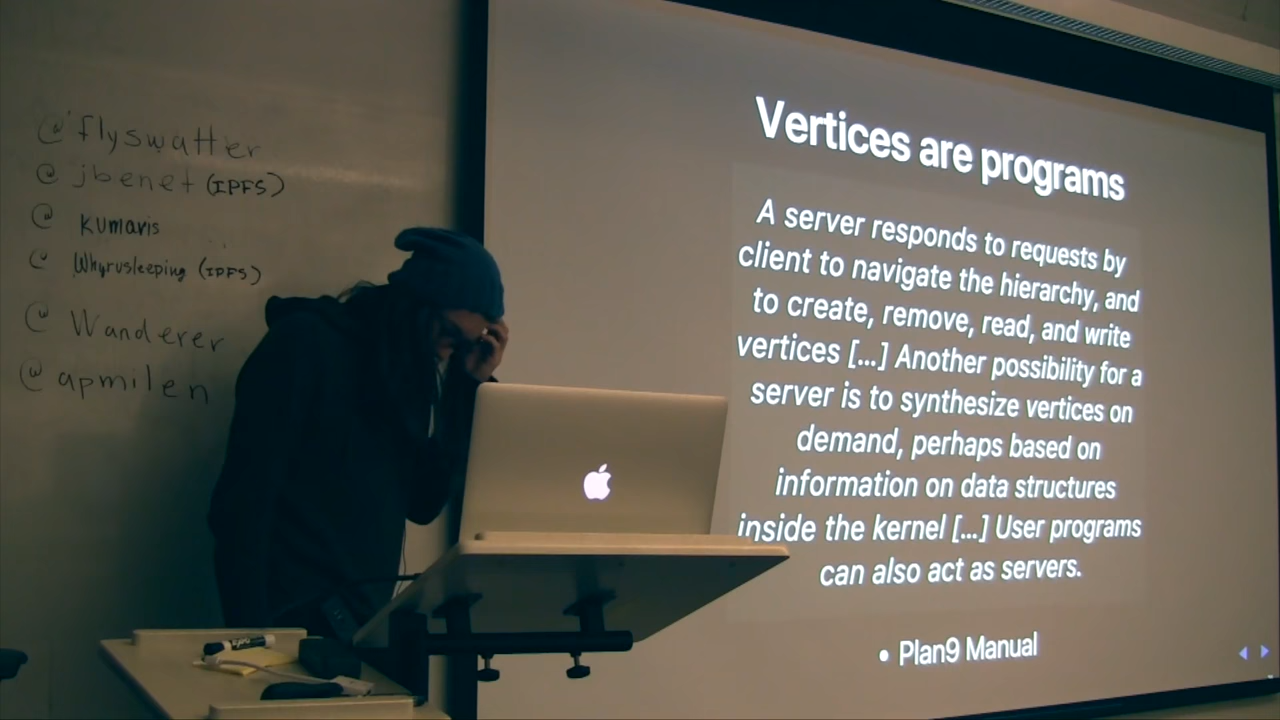 @flyswatter
@jbenet (IPFS)
@ kumavis
@ Whyrusleeping (IPFS)
@ Wanderer
@apmilen
Vertices are programs
A server responds to requests by
client to navigate the hierarchy, and
to create, remove, read, and write
vertices [...] Another possibility for a
server is to synthesize vertices on
demand, perhaps based on
information on data structures
inside the kernel [...] User programs
can also act as servers.
• Plan9 Manual